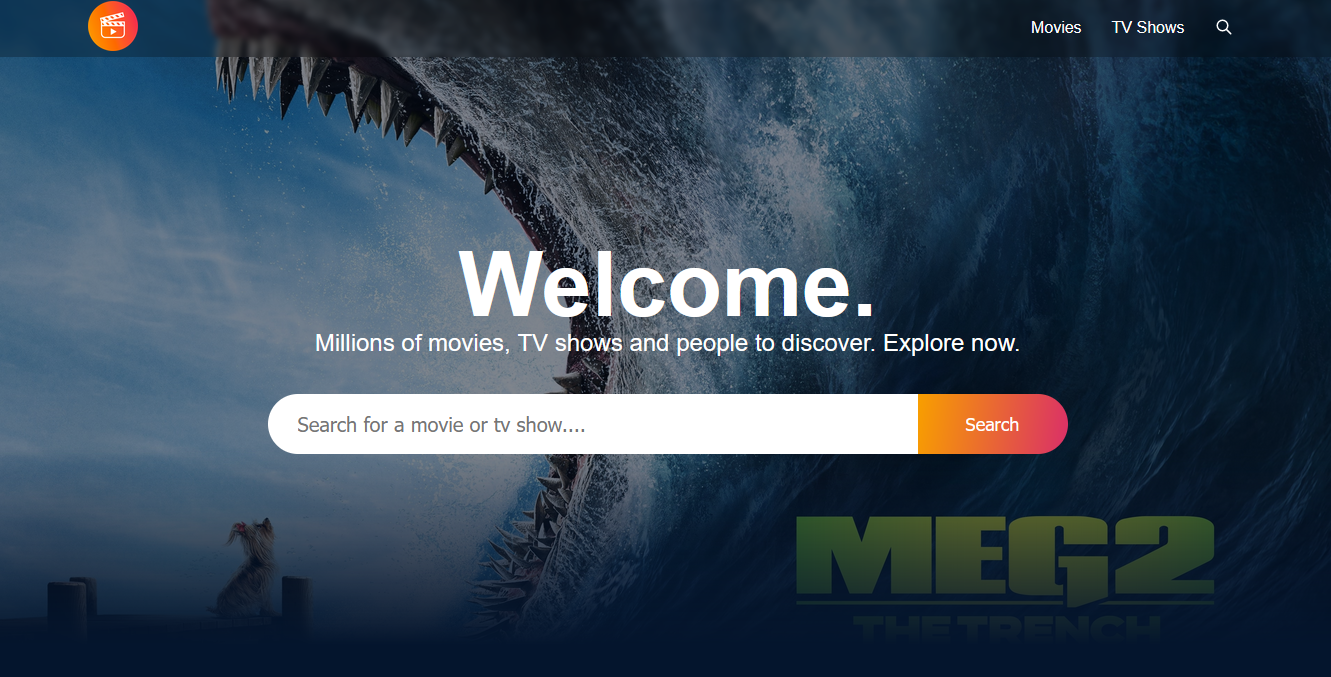 Movies TV Shows
Welcome.
Millions of movies, TV shows and people to discover. Explore now.
Search for a movie or tv show....
Search
MEG2
THE TRENCH